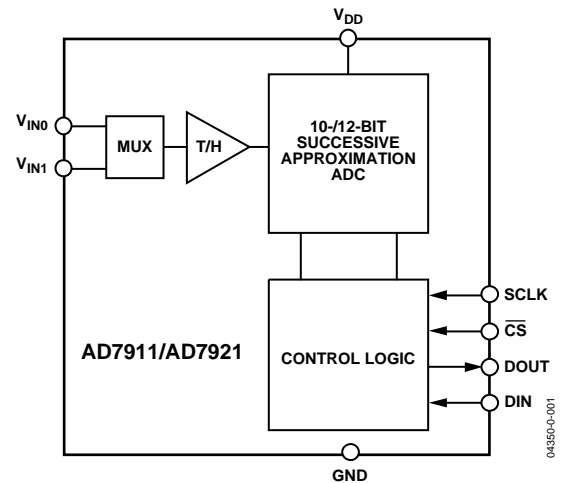 VDD
VIN0
VIN1
MUX
T/H
10-/12-BIT
SUCCESSIVE
APPROXIMATION
ADC
SCLK
CS
DOUT
DIN
CONTROL LOGIC
AD7911/AD7921
GND
04350-0-001